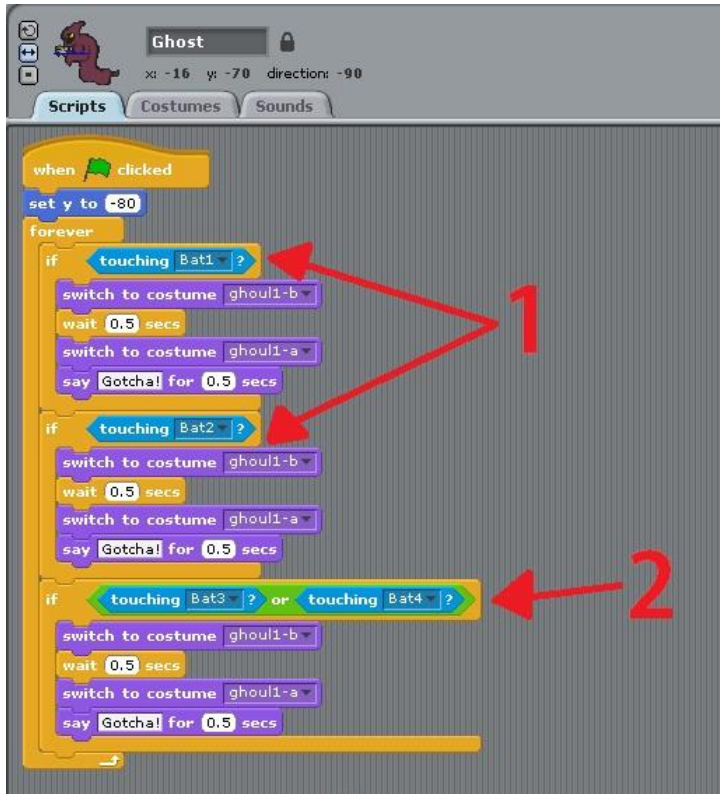 Ghost
x: -16 y: -70 direction: -90
Scripts Costumes Sounds
when clicked
set y to -80
forever
if touching Bat1 ?
switch to costume ghoul1-b
wait 0.5 secs
switch to costume ghoul1-a
say Gotcha! for 0.5 secs
if touching Bat2 ?
switch to costume ghoul1-b
wait 0.5 secs
switch to costume ghoul1-a
say Gotcha! for 0.5 secs
if touching Bat3 ? or touching Bat4 ?
switch to costume ghoul1-b
wait 0.5 secs
switch to costume ghoul1-a
say Gotcha! for 0.5 secs
1
2